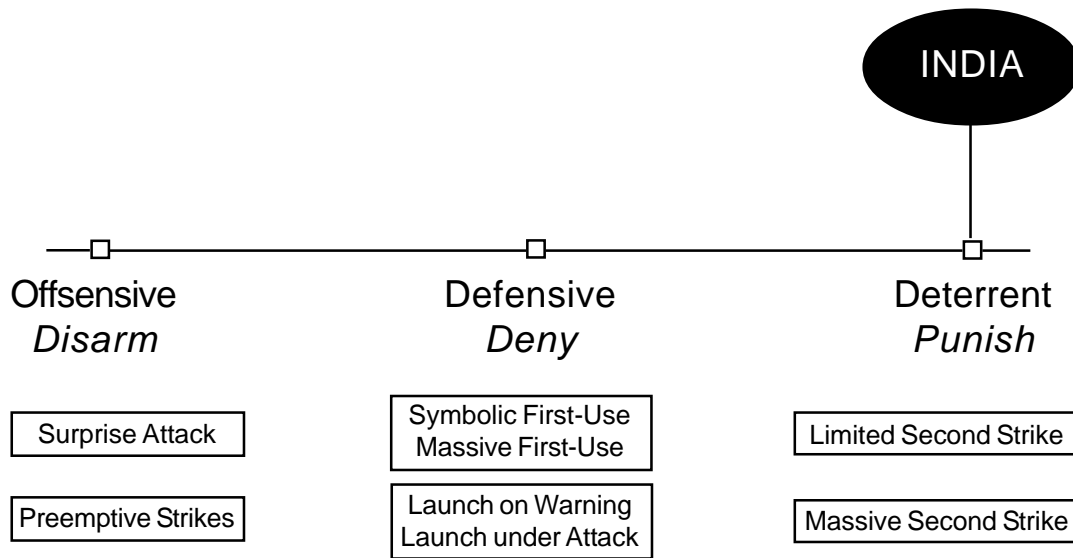 INDIA
Offsensive
Disarm
Defensive
Deny
Deterrent
Punish
Surprise Attack
Symbolic First-Use
Massive First-Use
Limited Second Strike
Preemptive Strikes
Launch on Warning
Launch under Attack
Massive Second Strike